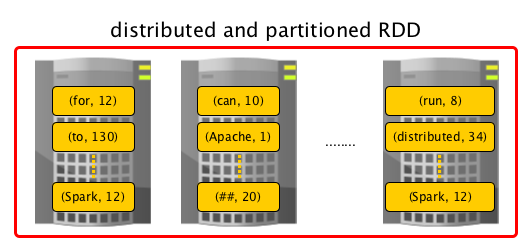 distributed and partitioned RDD
(for, 12)
(to, 130)
(Spark, 12)
(can, 10)
(Apache, 1)
(##, 20)
........
(run, 8)
(distributed, 34)
(Spark, 12)